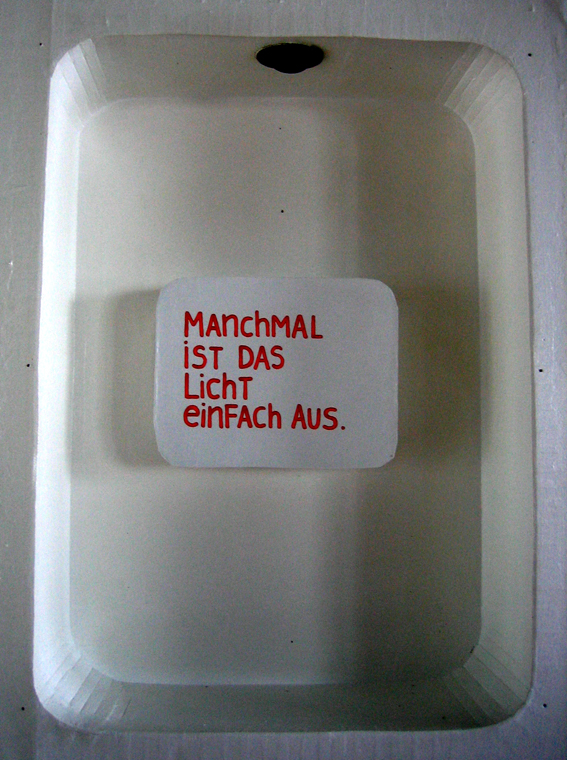 MANCHMAL
IST DAS
LICHT
EINFACH AUS.